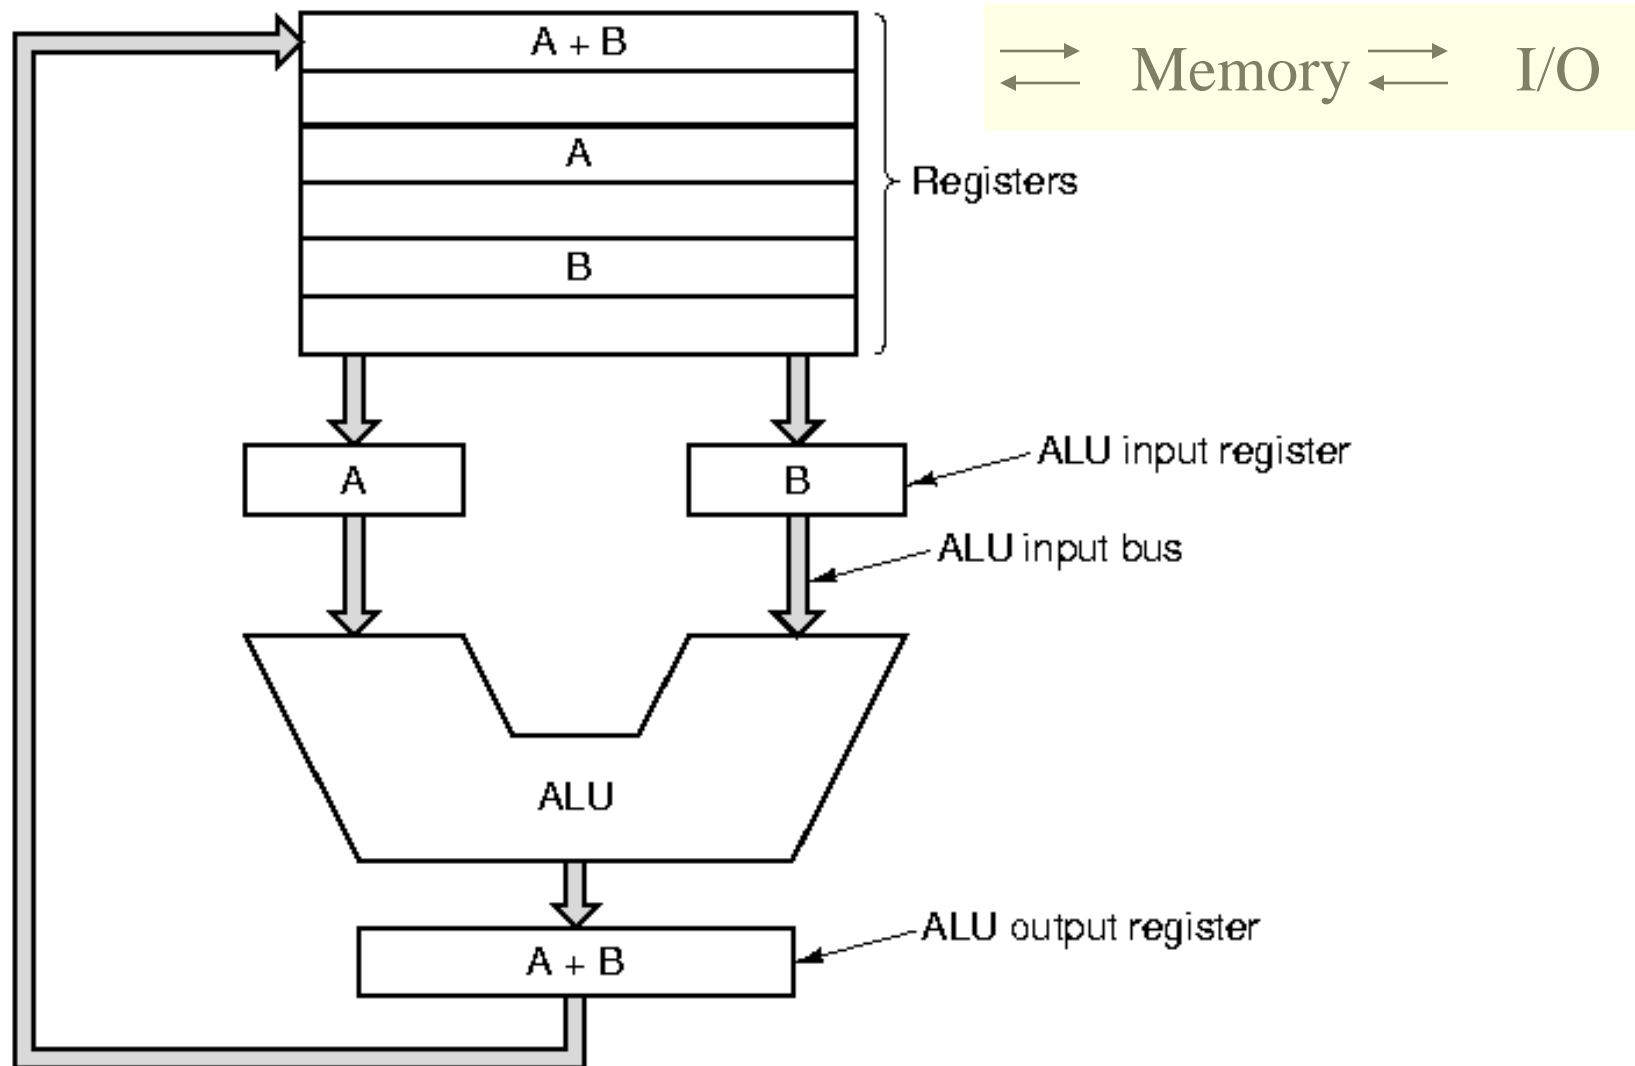 A + B
Memory
I/O
A
Registers
B
A
B
ALU input register
ALU input bus
ALU
A + B
ALU output register